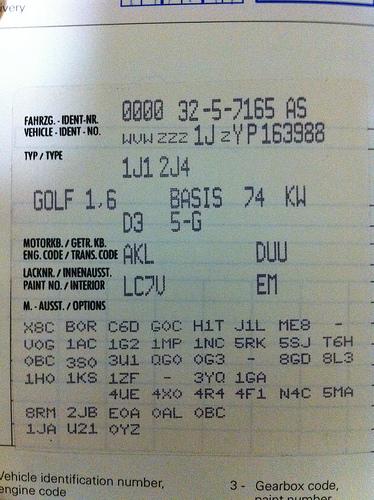 very
FAHRZG. - IDENT-NR. 0000 32-5-7165 AS
VEHICLE - IDENT - NO. WVWZZZ1JZYP163988
TYP / TYPE
1J1 2J4
GOLF 1,6 BASIS 74 KW
D3 5-G
MOTORKB. / GETR. KB.
ENG. CODE / TRANS. CODE AKL DUU
LACKNR. / INNENAUSST.
PAINT NO. / INTERIOR LC7V EM
M. - AUSST. / OPTIONS
X8C B0R C6D G0C H1T J1L ME8 -
V0G 1AC 1G2 1MP 1NC 5RK 5SJ T6H
0BC 3S0 3U1 QG0 0G3 - 8GD 8L3
1H0 1KS 1ZF - 3YQ 1GA
4UE 4X0 4R4 4F1 N4C 5MA
8RM 2JB E0A 0AL 0BC
1JA U21 0YZ
Vehicle identification number,
engine code
3 - Gearbox code,
paint number